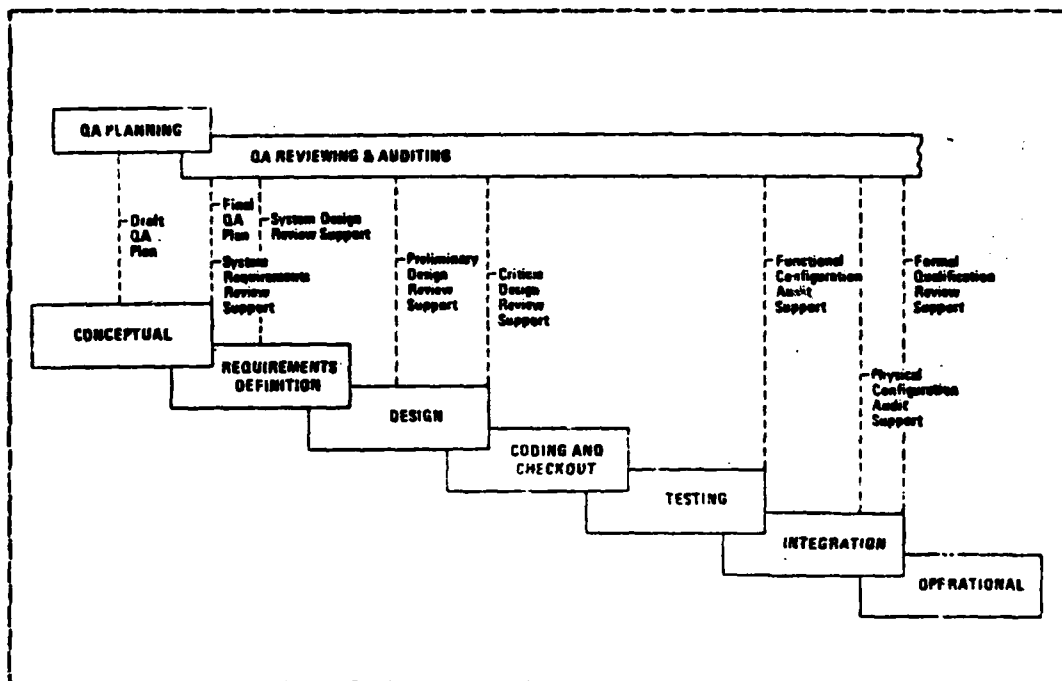 QA PLANNING
QA REVIEWING & AUDITING
Draft
QA
Plan
Final
QA
Plan
System
Requirements
Review
Support
System Design
Review Support
Preliminary
Design
Review
Support
Critics
Design
Review
Support
Functional
Configuration
Audit
Support
Formal
Qualification
Review
Support
Physical
Configuration
Audit
Support
CONCEPTUAL
REQUIREMENTS
DEFINITION
DESIGN
CODING AND
CHECKOUT
TESTING
INTEGRATION
OPERATIONAL